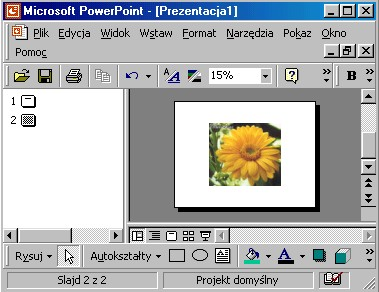 Microsoft PowerPoint - [Prezentacja1]
Plik Edycja Widok Wstaw Format Narzędzia Pokaz Okno
Pomoc
15%
B
1
2
Rysuj Autokształty A
Slajd 2 z 2 Projekt domyślny